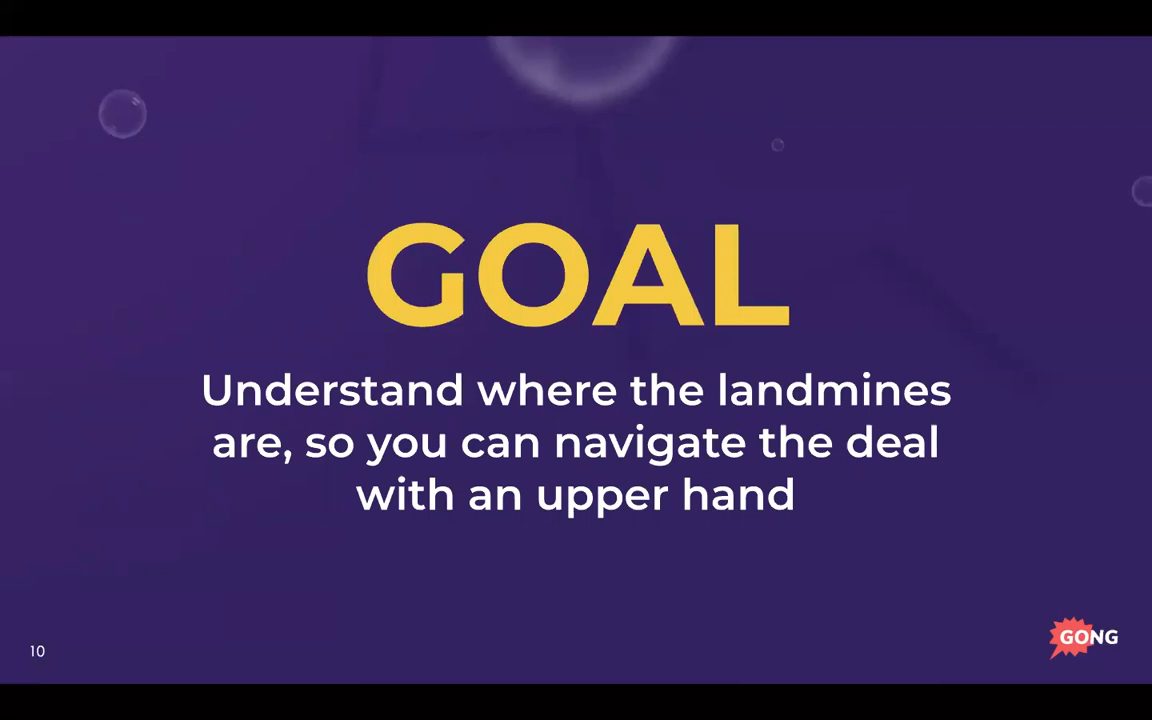 GOAL
Understand where the landmines
are, so you can navigate the deal
with an upper hand
10
GONG